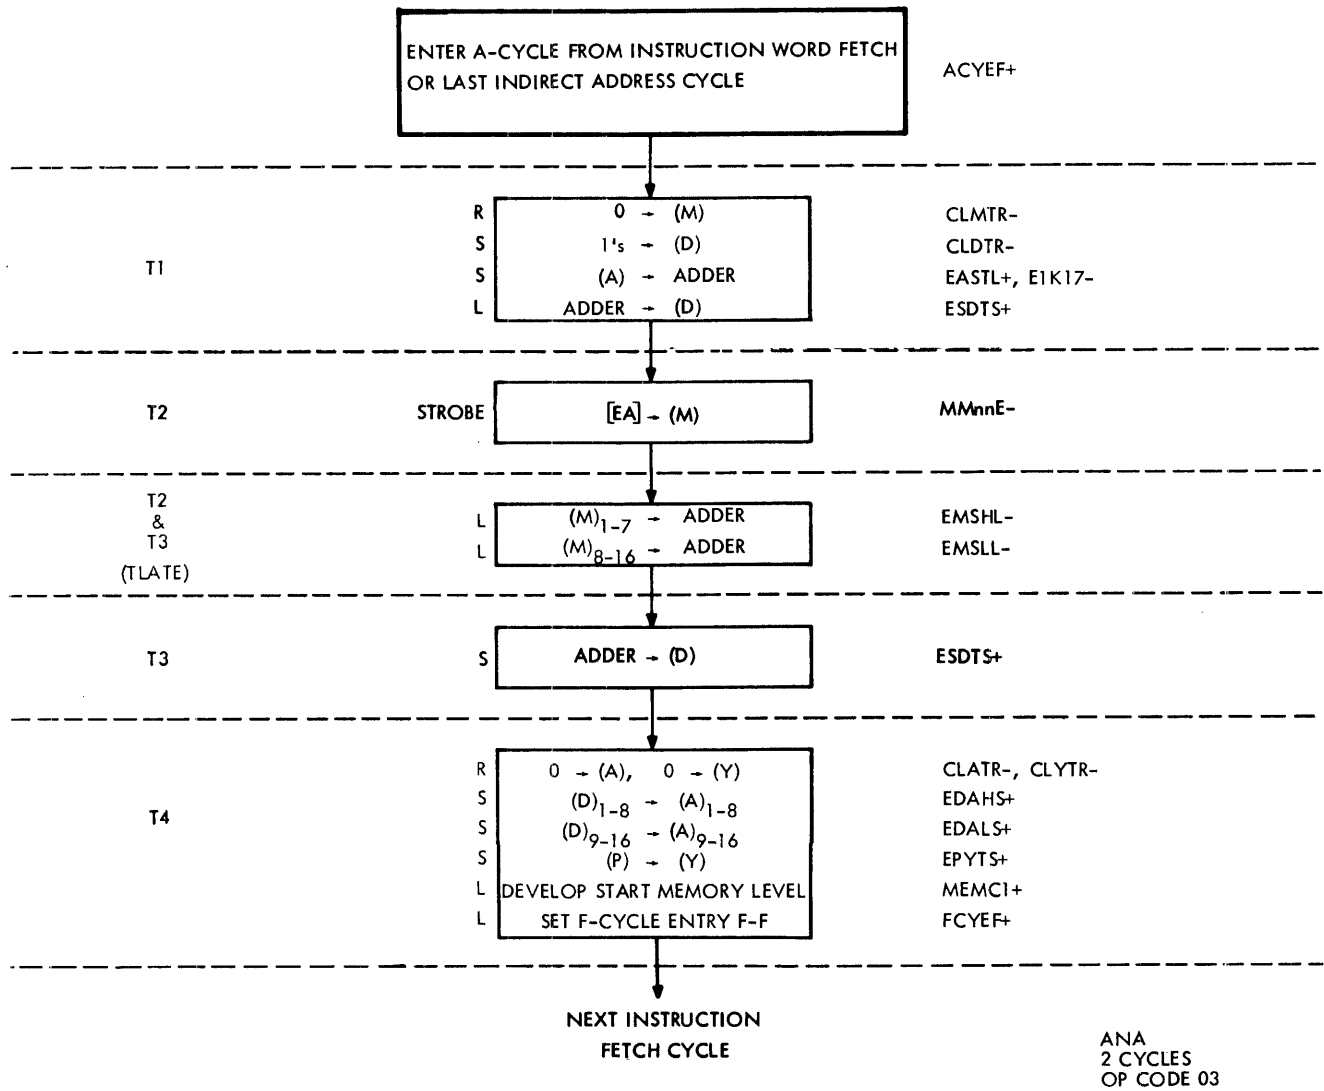 ENTER A-CYCLE FROM INSTRUCTION WORD FETCH
OR LAST INDIRECT ADDRESS CYCLE
ACYEF+
T1
R 0 → (M) CLMTR-
S 1's → (D) CLDTR-
S (A) → ADDER EASTL+, E1K17-
L ADDER → (D) ESDTS+
T2 STROBE [EA] → (M) MMnnE-
T2
&
T3
(TLATE)
L (M)1-7 → ADDER EMSHL-
L (M)8-16 → ADDER EMSLL-
T3 S ADDER → (D) ESDTS+
T4
R 0 → (A), 0 → (Y) CLATR-, CLYTR-
S (D)1-8 → (A)1-8 EDAHS+
S (D)9-16 → (A)9-16 EDALS+
S (P) → (Y) EPYTS+
L DEVELOP START MEMORY LEVEL MEMC1+
L SET F-CYCLE ENTRY F-F FCYEF+
NEXT INSTRUCTION
FETCH CYCLE
ANA
2 CYCLES
OP CODE 03